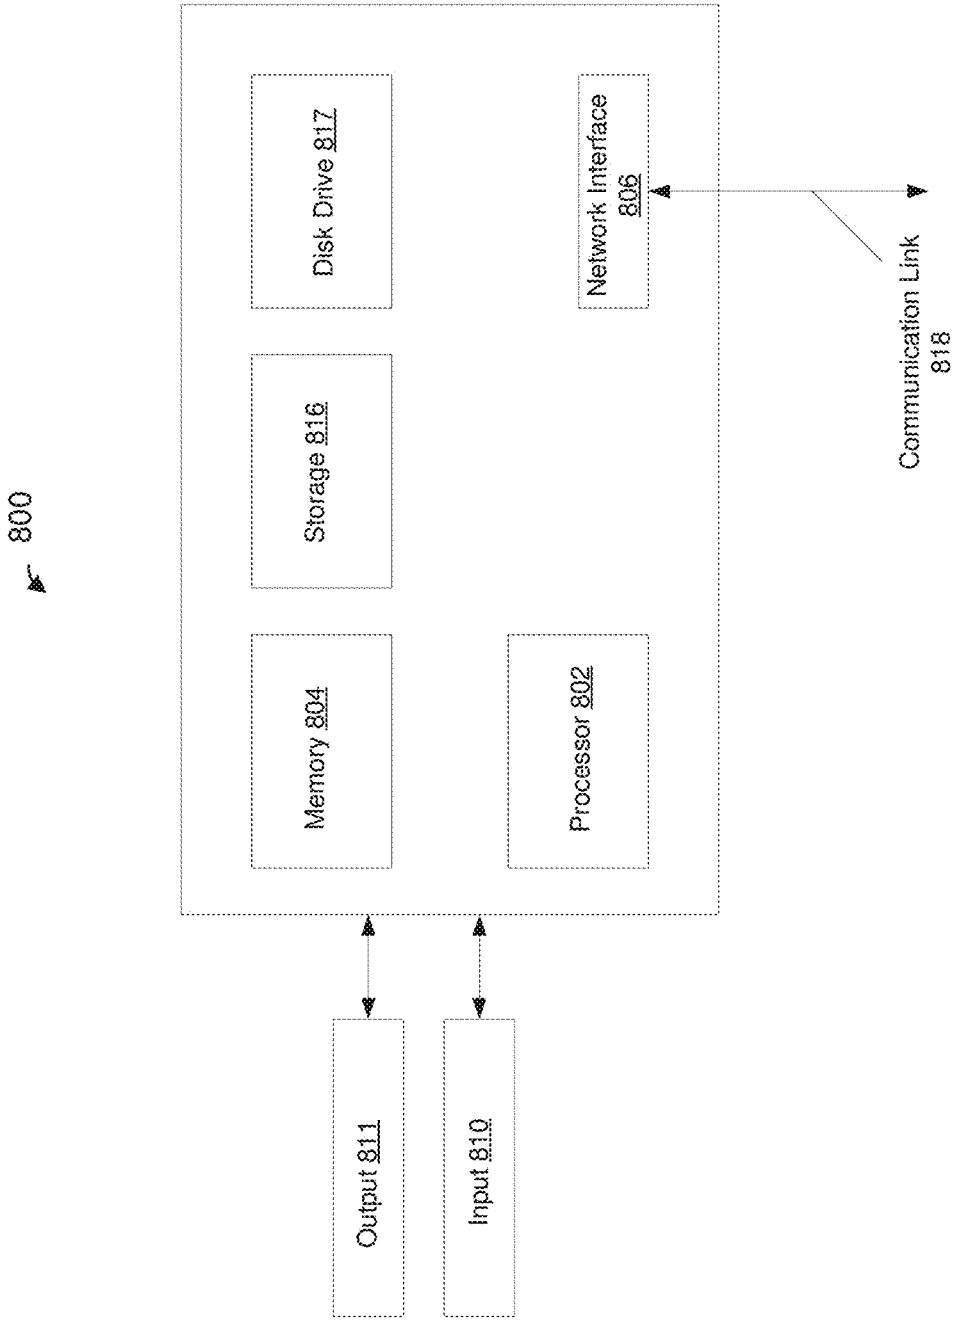 800
Output 811
Input 810
Memory 804
Storage 816
Disk Drive 817
Processor 802
Network Interface
806
Communication Link
818